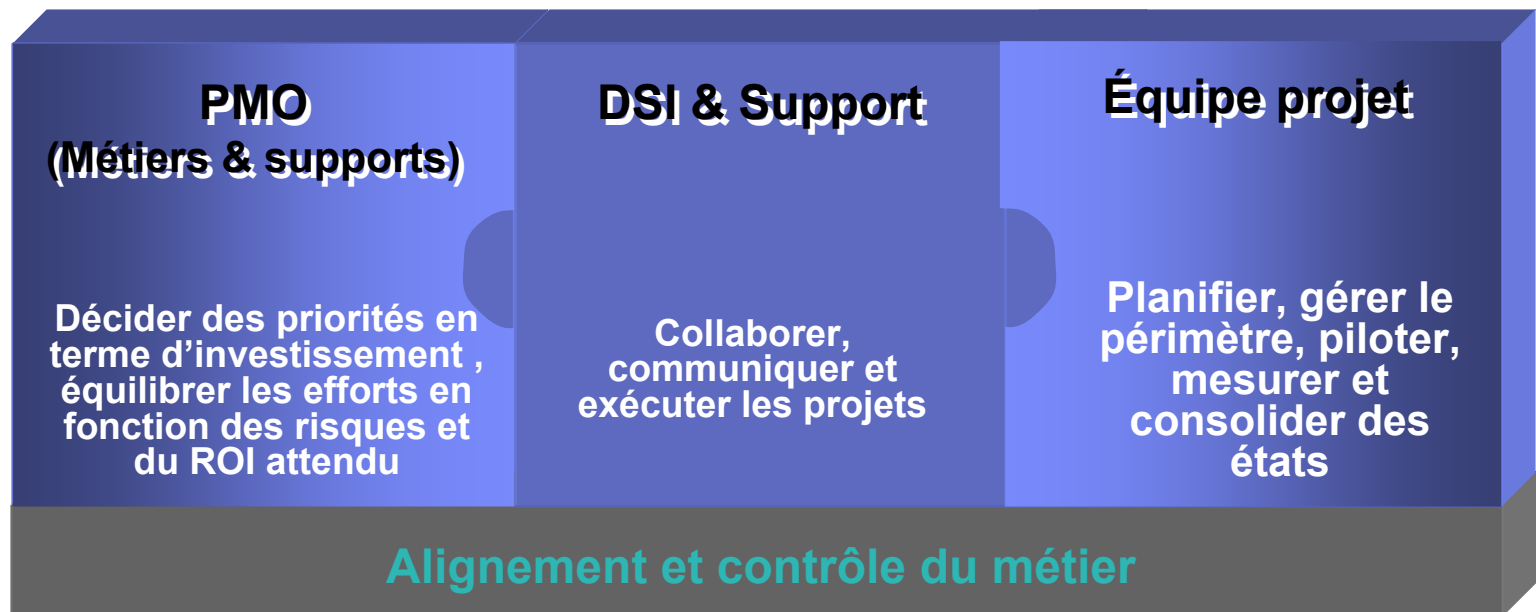 PMO
(Métiers & supports)
Décider des priorités en
terme d’investissement ,
équilibrer les efforts en
fonction des risques et
du ROI attendu
DSI & Support
Collaborer,
communiquer et
exécuter les projets
Équipe projet
Planifier, gérer le
périmètre, piloter,
mesurer et
consolider des
états
Alignement et contrôle du métier